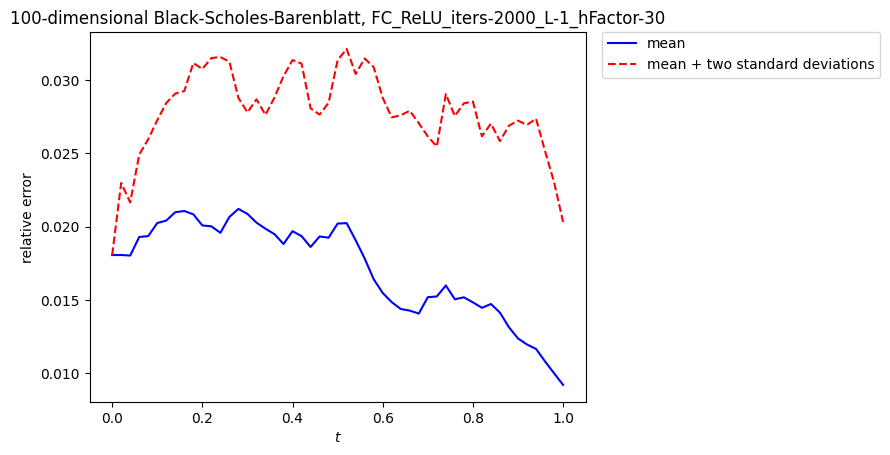 100-dimensional Black-Scholes-Barenblatt, FC_ReLU_iters-2000_L-1_hFactor-30
mean
mean + two standard deviations
relative error
0.030
0.025
0.020
0.015
0.010
0.0 0.2 0.4 0.6 0.8 1.0
t